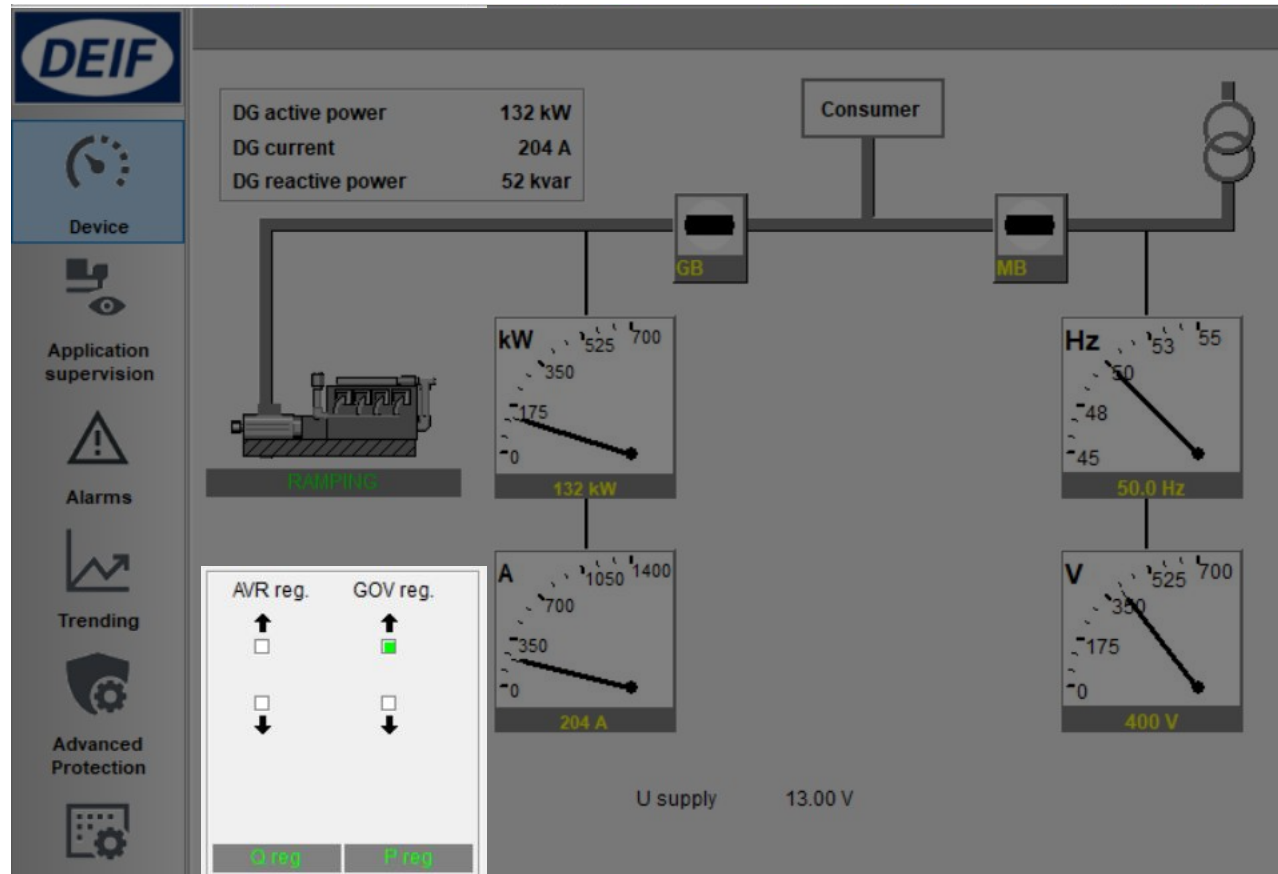 DEIF
DG active power 132 kW
DG current 204 A
DG reactive power 52 kvar
Consumer
Device
GB
MB
Application
supervision
kW
700
525
350
175
0
132 kW
Hz
55
53
50
48
45
50.0 Hz
RAMPING
Alarms
Trending
AVR reg. GOV reg.
A
1400
1050
700
350
0
204 A
V
700
525
350
175
0
400 V
Advanced
Protection
U supply 13.00 V
Q reg P reg